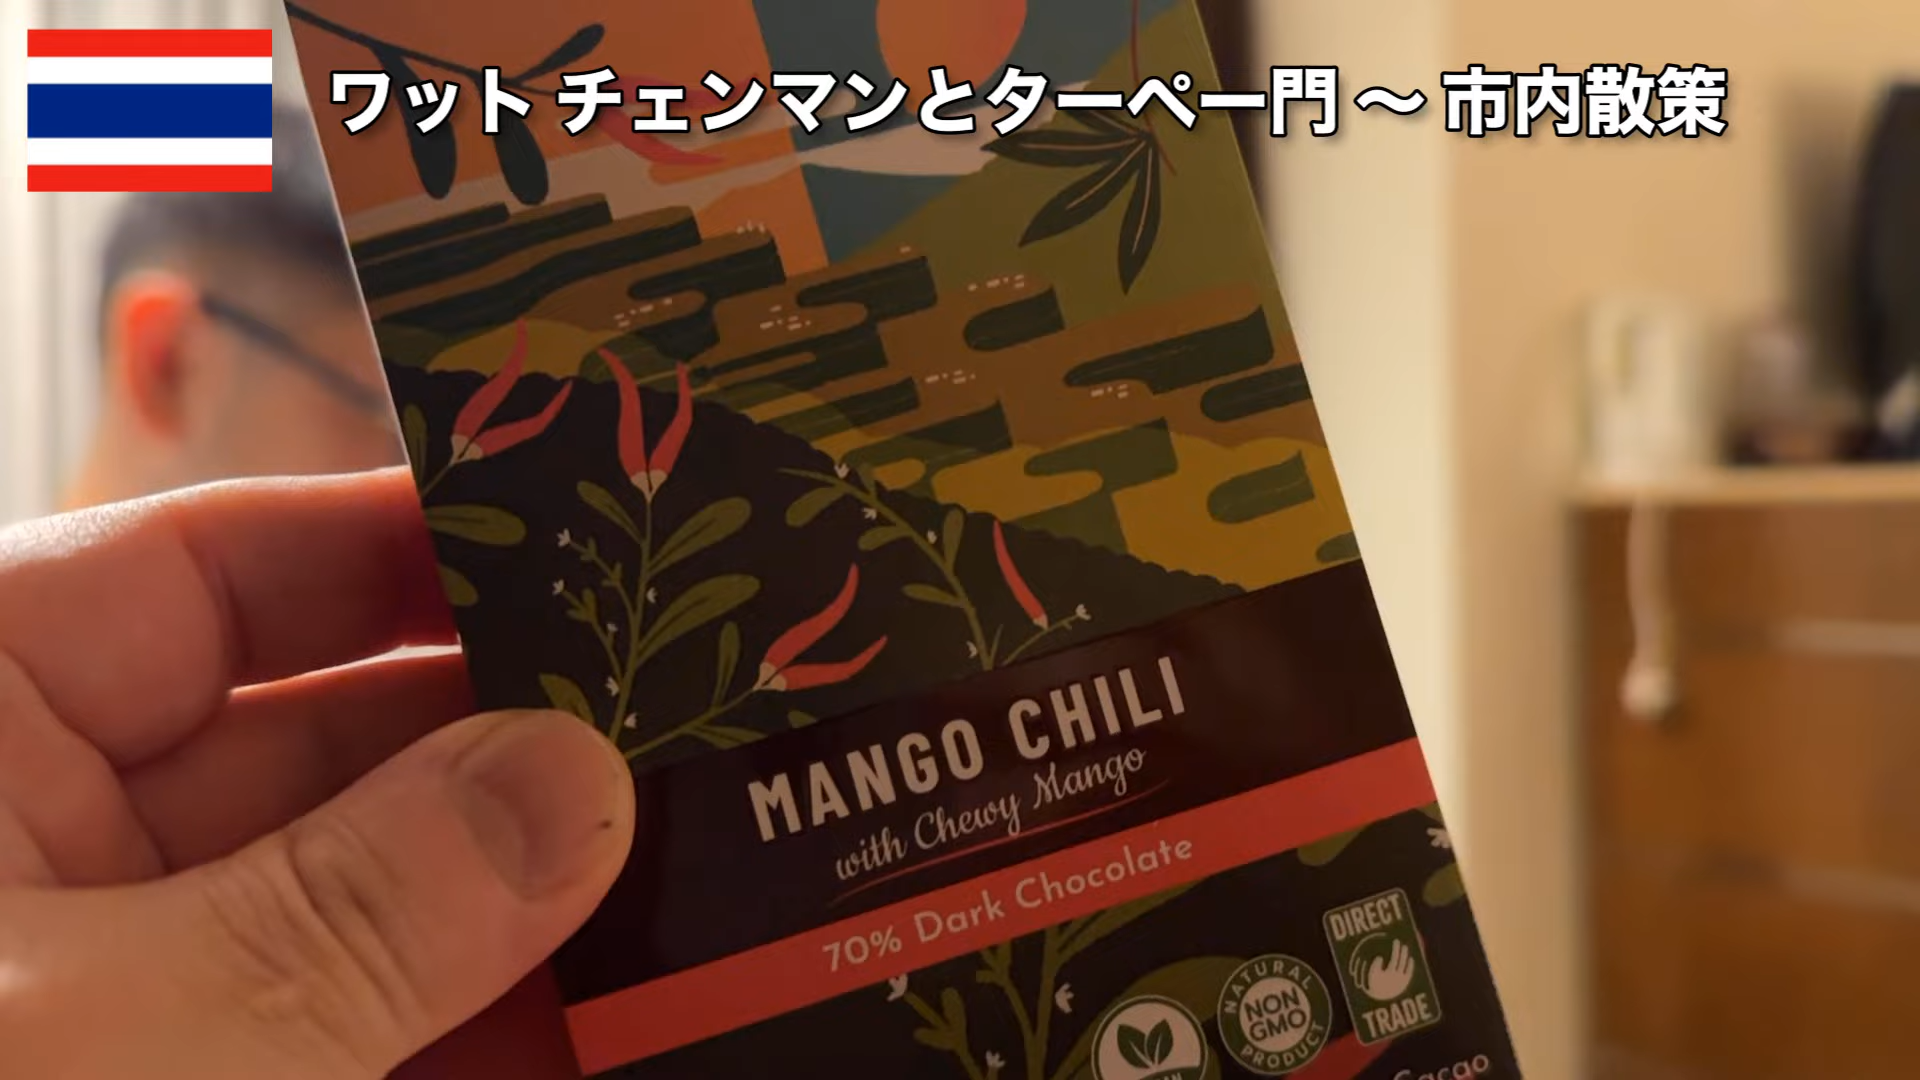 ワット チェンマンとターペー門 ～ 市内散策
MANGO CHILI
with Chewy Mango
70% Dark Chocolate
DIRECT
TRADE
NATURAL
NON
GMO
PRODUCT
Cacao